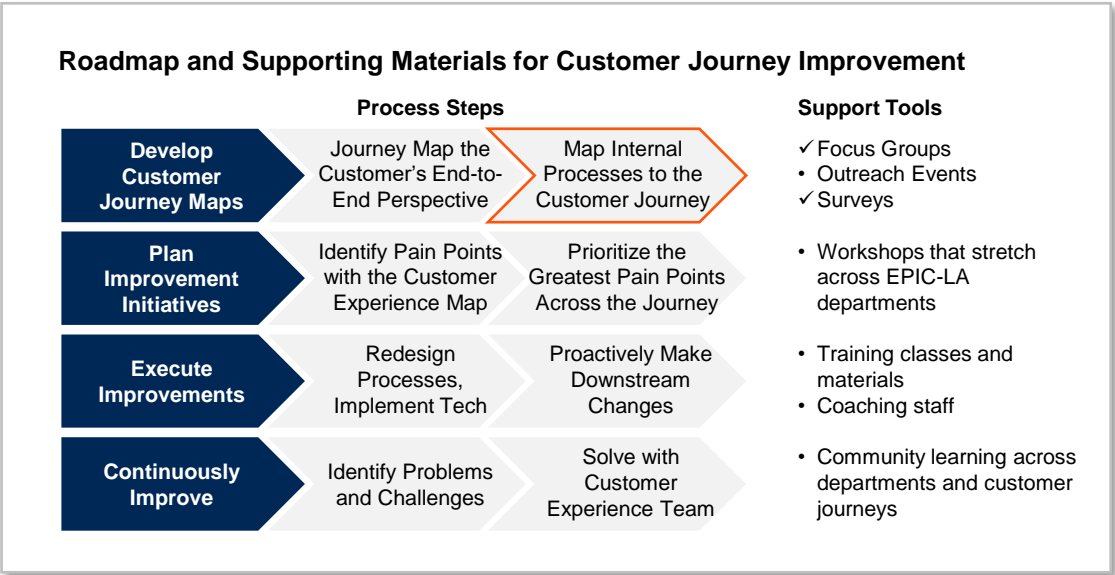 Roadmap and Supporting Materials for Customer Journey Improvement
Process Steps
Support Tools
Develop
Customer
Journey Maps
Journey Map the
Customer’s End-to-
End Perspective
Map Internal
Processes to the
Customer Journey
✓ Focus Groups
• Outreach Events
✓ Surveys
Plan
Improvement
Initiatives
Identify Pain Points
with the Customer
Experience Map
Prioritize the
Greatest Pain Points
Across the Journey
• Workshops that stretch
across EPIC-LA
departments
Execute
Improvements
Redesign
Processes,
Implement Tech
Proactively Make
Downstream
Changes
• Training classes and
materials
• Coaching staff
Continuously
Improve
Identify Problems
and Challenges
Solve with
Customer
Experience Team
• Community learning across
departments and customer
journeys